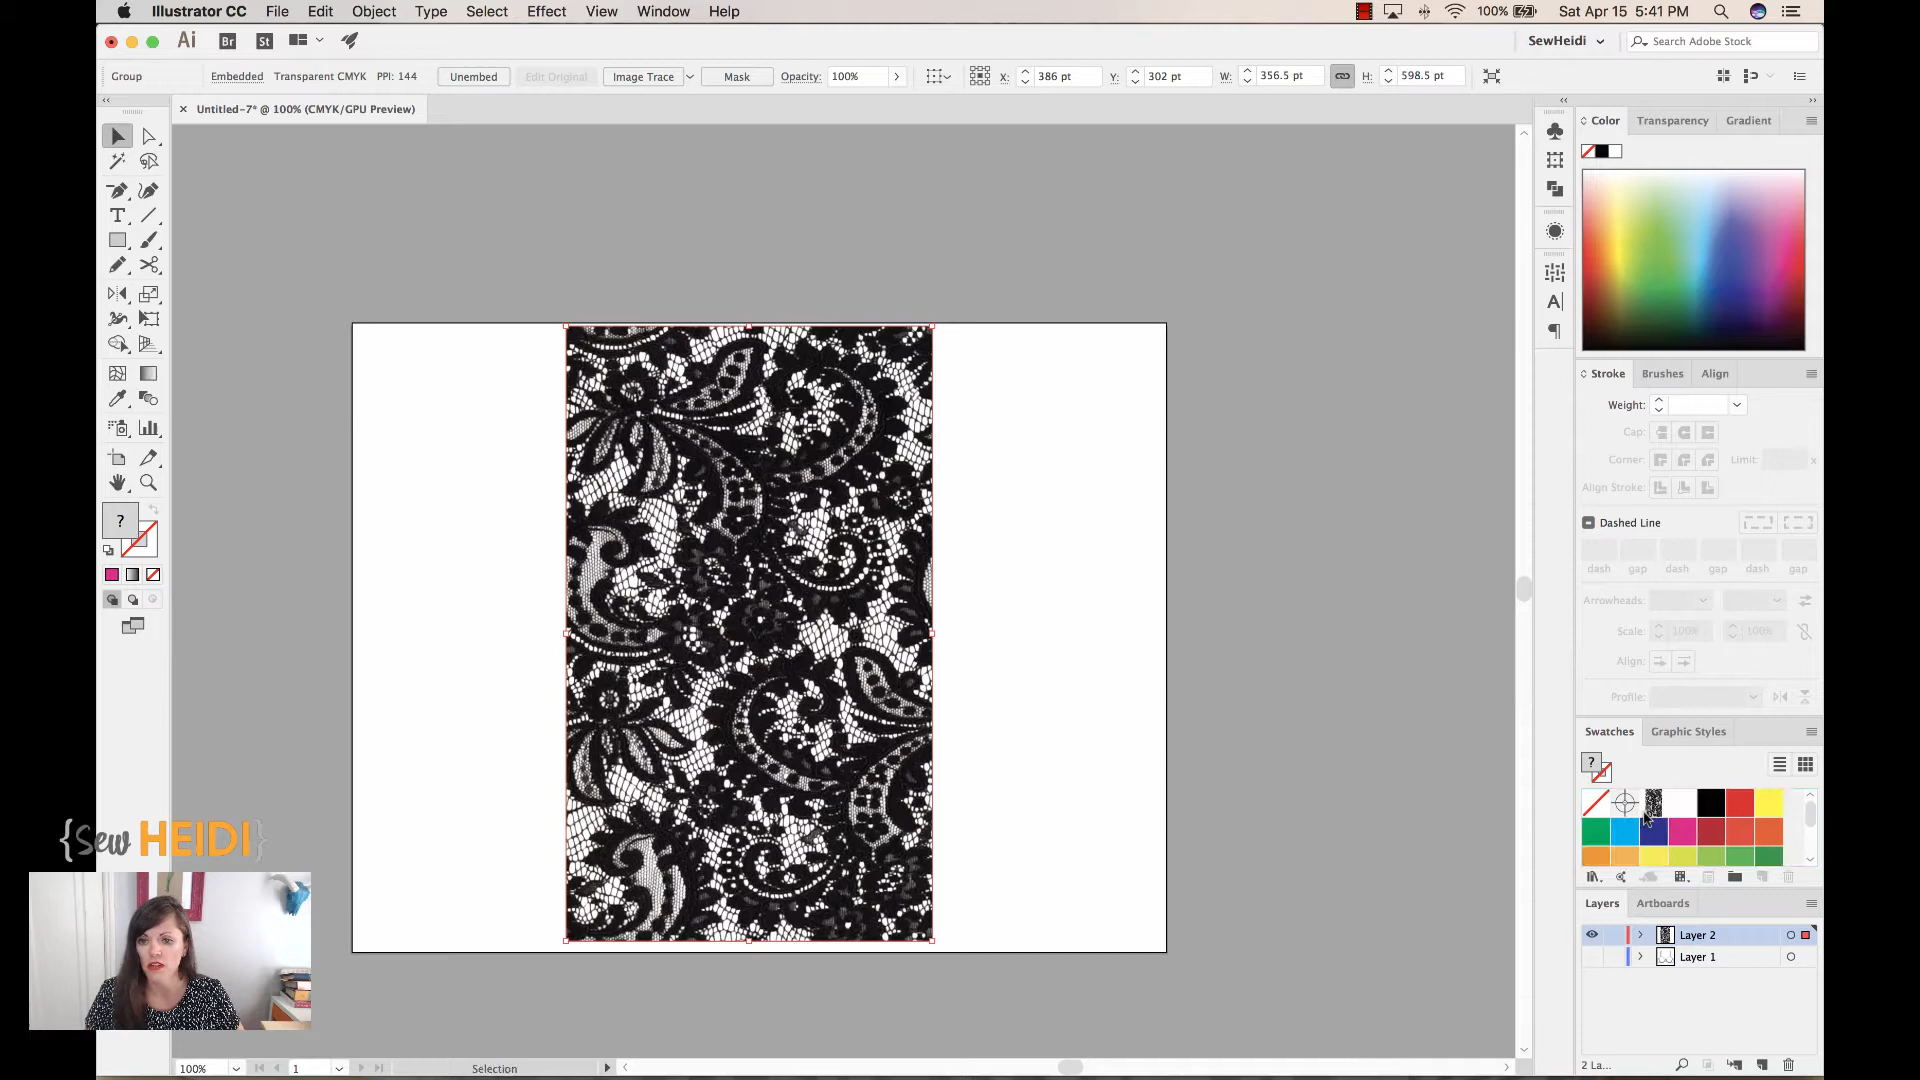 Illustrator CC File Edit Object Type Select Effect View Window Help
100% Sat Apr 15 5:41 PM
Ai Br St SewHeidi Search Adobe Stock
Group Embedded Transparent CMYK PPI: 144 Unembed Edit Original Image Trace Mask Opacity: 100% X: 386 pt Y: 302 pt W: 356.5 pt H: 598.5 pt
Untitled-7* @ 100% (CMYK/GPU Preview)
Color Transparency Gradient
Stroke Brushes Align
Weight:
Cap:
Corner: Limit: x
Align Stroke:
Dashed Line
dash gap dash gap dash gap
Arrowheads:
Scale: 100% 100%
Align:
Profile:
Swatches Graphic Styles
?
?
{Sew HEIDI}
Layers Artboards
Layer 2
Layer 1
2 La...
100% 1 Selection